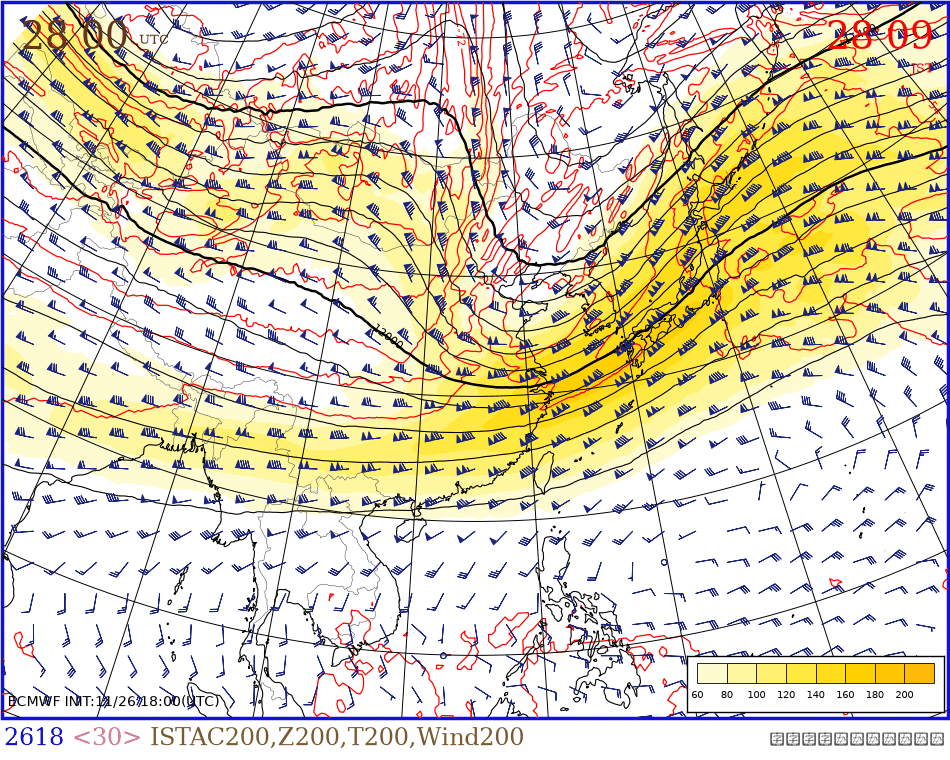 28 00 UTC
28 09
JST
72
12000
60 80 100 120 140 160 180 200
ECMWF INIT:11/26/18:00(UTC)
2618 <30> ISTAC200,Z200,T200,Wind200